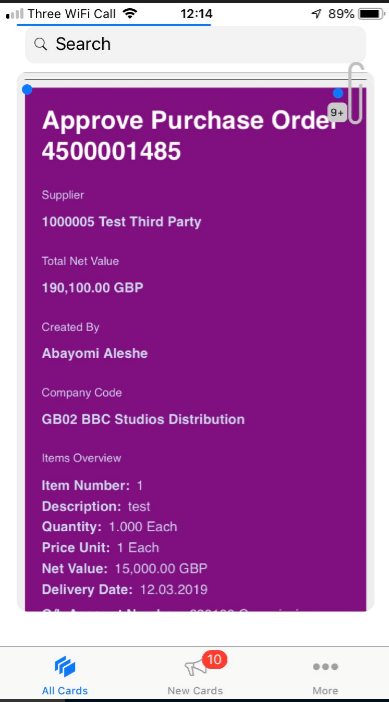 Three WiFi Call 12:14 89%
Search
Approve Purchase Order
9+
4500001485
Supplier
1000005 Test Third Party
Total Net Value
190,100.00 GBP
Created By
Abayomi Aleshe
Company Code
GB02 BBC Studios Distribution
Items Overview
Item Number: 1
Description: test
Quantity: 1.000 Each
Price Unit: 1 Each
Net Value: 15,000.00 GBP
Delivery Date: 12.03.2019
10
All Cards New Cards More